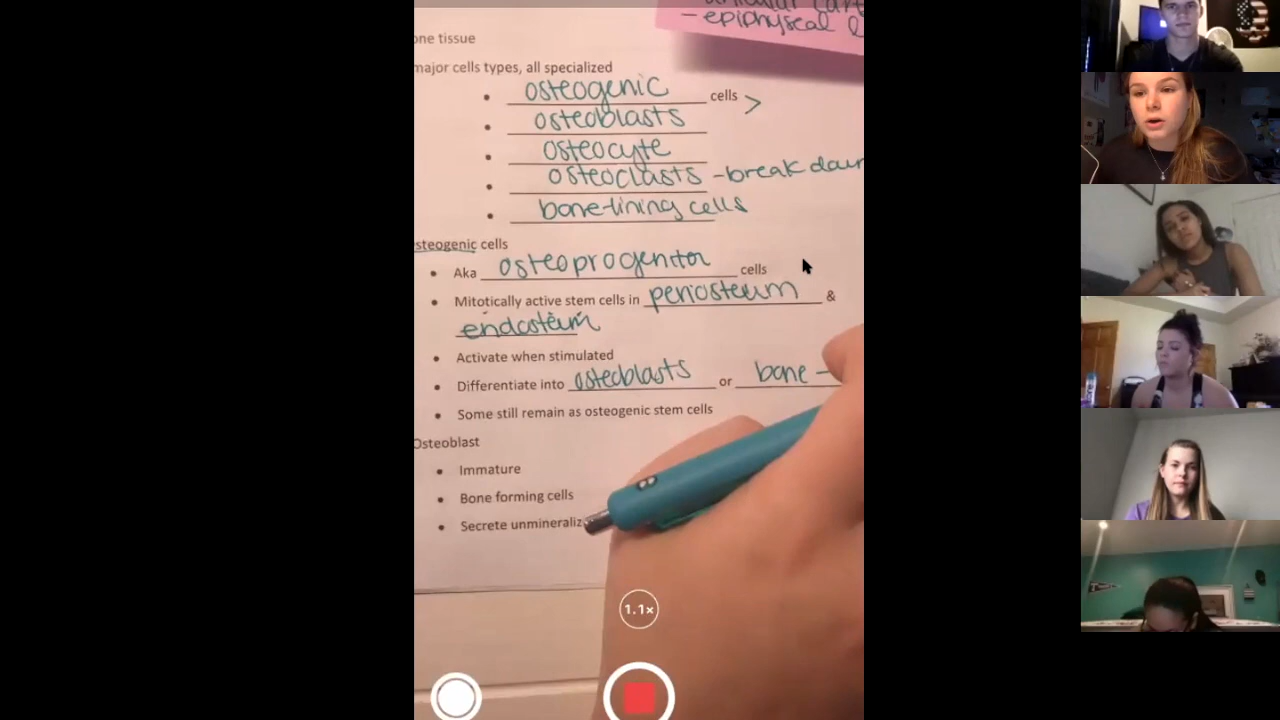 - epiphyseal
one tissue
major cells types, all specialized
• osteogenic cells >
• osteoblasts
• osteocyte
• osteoclasts - break down
• bone-lining cells
steogenic cells
• Aka osteoprogenitor cells
• Mitotically active stem cells in periosteum &
endosteum
• Activate when stimulated
• Differentiate into osteoblasts or bone -
• Some still remain as osteogenic stem cells
Osteoblast
• Immature
• Bone forming cells
• Secrete unmineraliz
1.1x